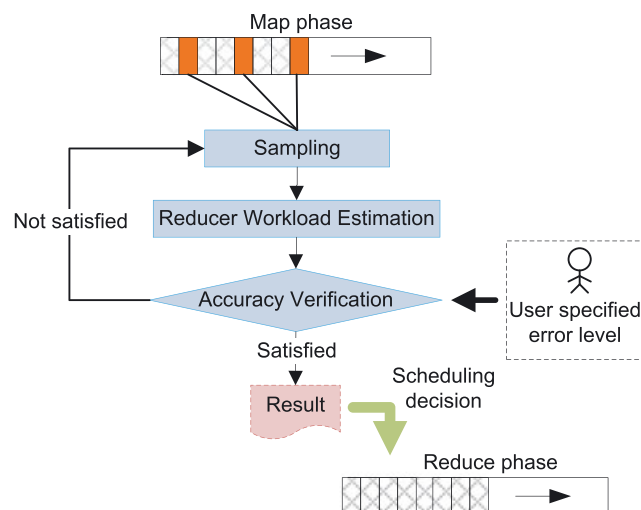 Map phase
Sampling
Not satisfied
Reducer Workload Estimation
Accuracy Verification
User specified
error level
Satisfied
Result
Scheduling
decision
Reduce phase